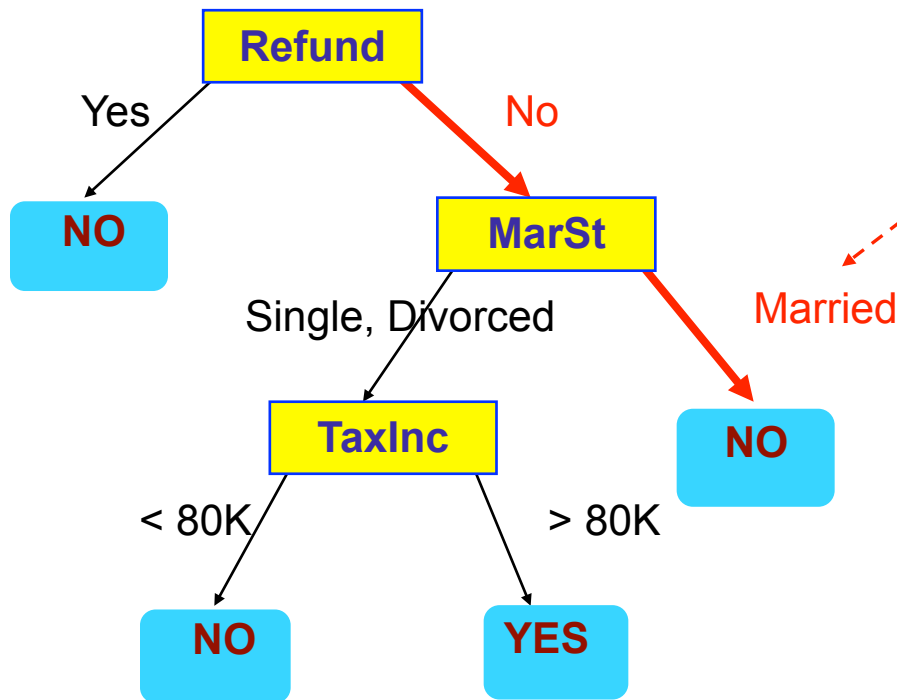 Refund
Yes
No
NO
MarSt
Single, Divorced
Married
TaxInc
NO
< 80K
> 80K
NO
YES